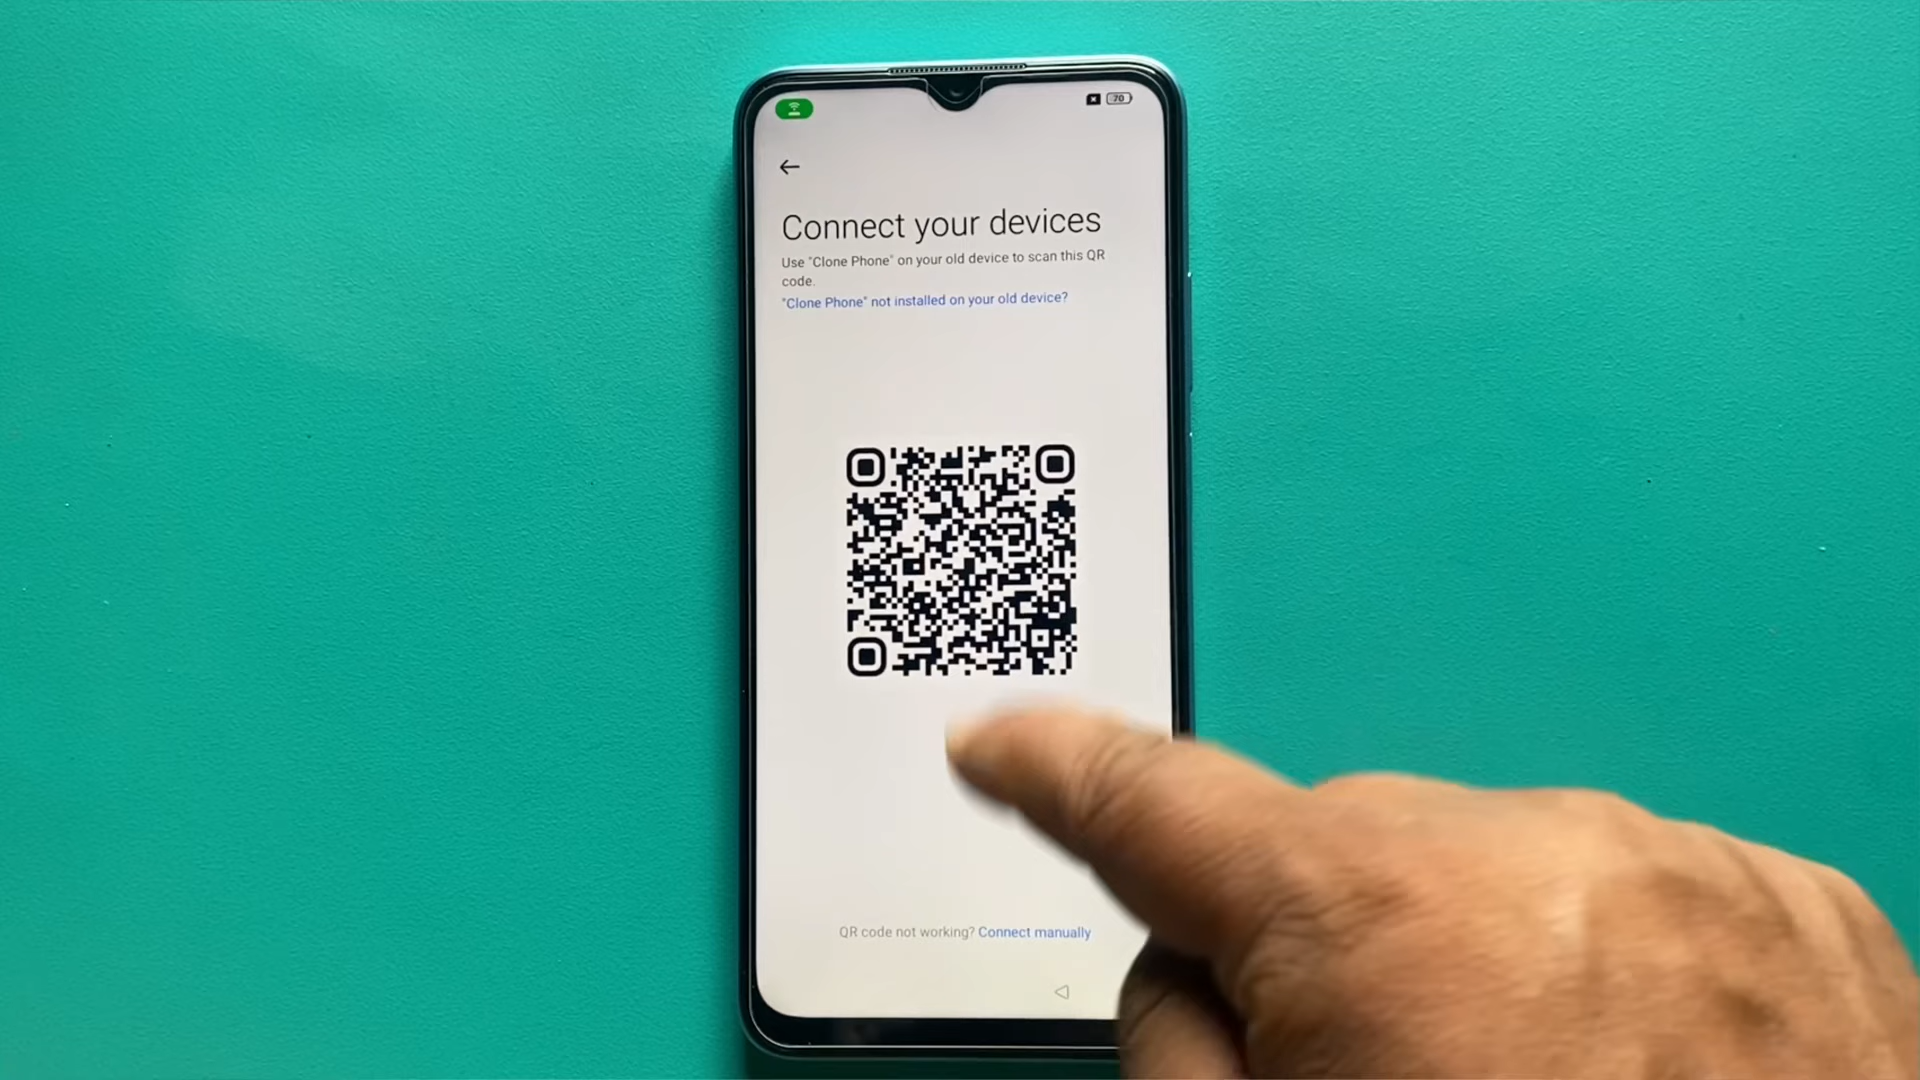 70
Connect your devices
Use "Clone Phone" on your old device to scan this QR
code.
"Clone Phone" not installed on your old device?
QR code not working? Connect manually